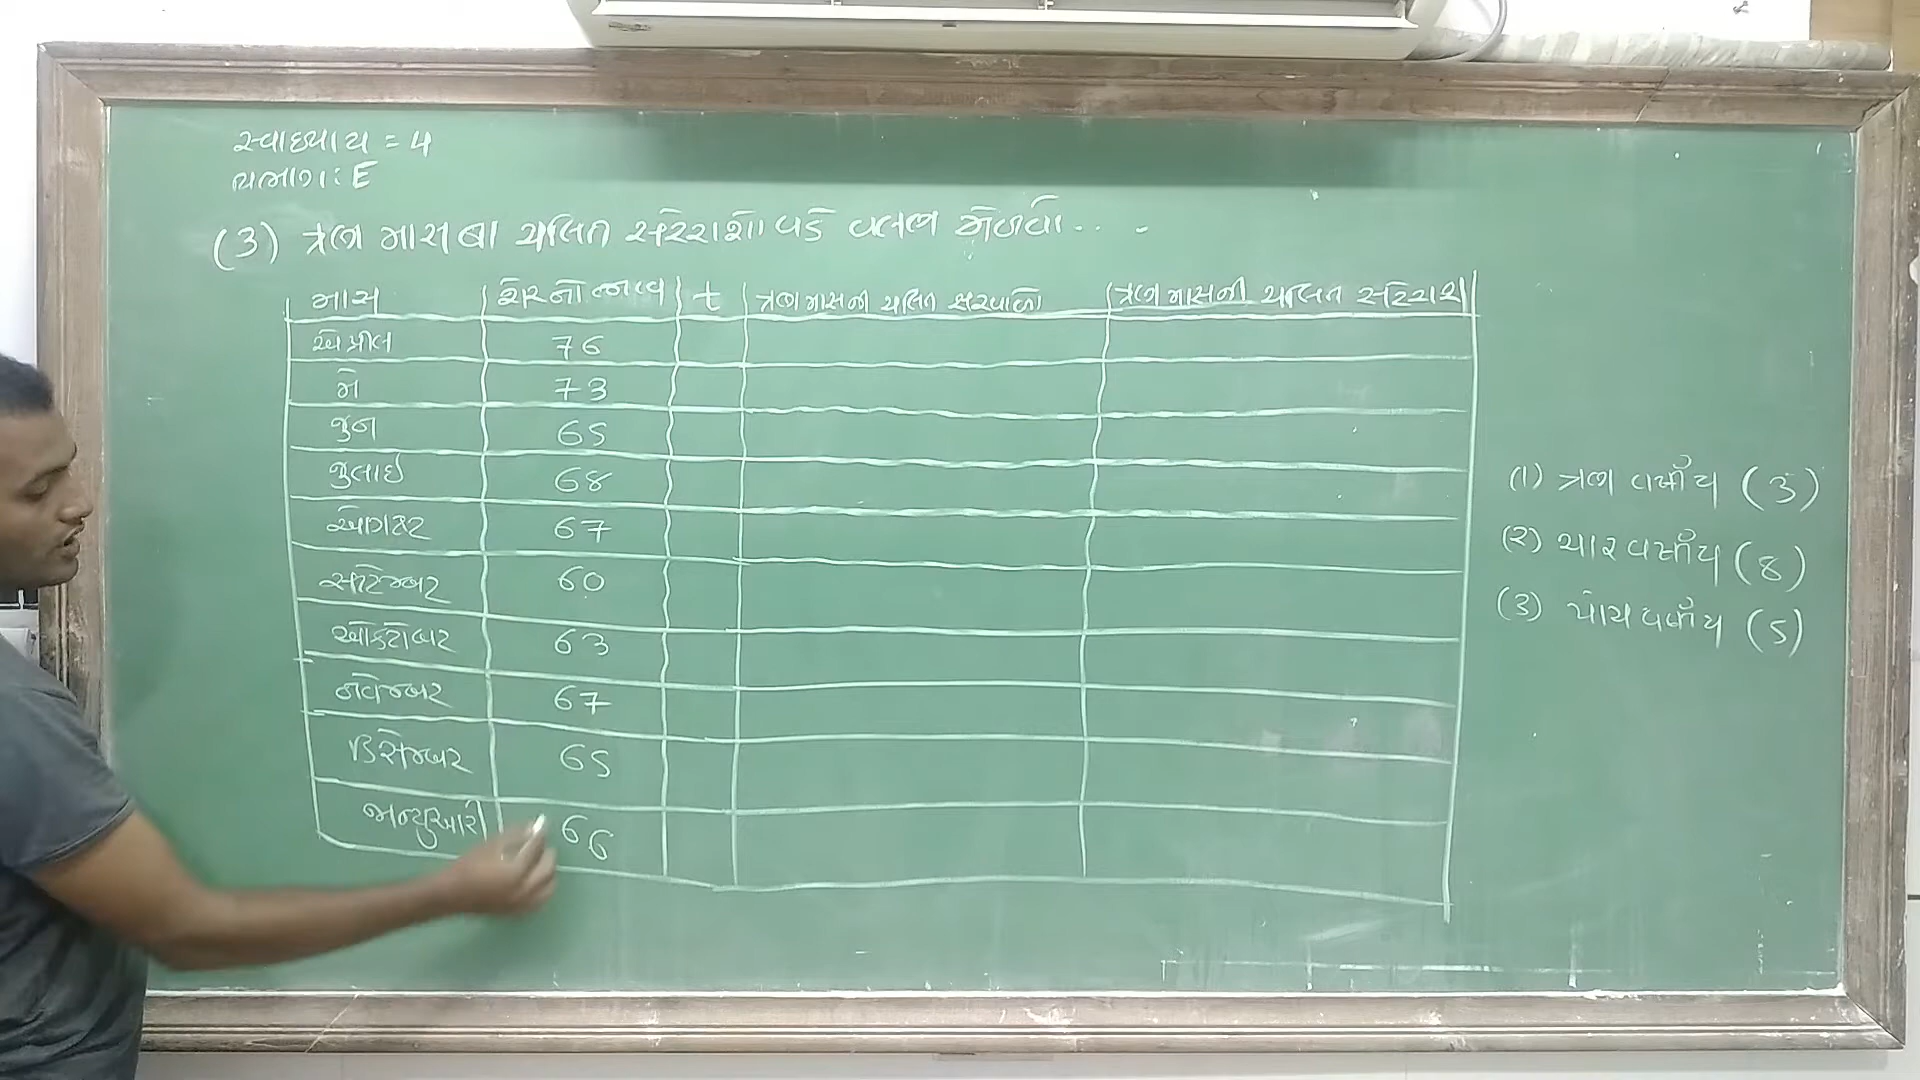 સ્વાધ્યાય = 4
વિભાગ: E
(3) ત્રણ માસના ચલિત સરેરાશો વડે વલણ મેળવો...
માસ શેરનો ભાવ t ત્રણ માસની ચલિત સરવાળો ત્રણ માસની ચલિત સરેરાશ
એપ્રીલ 76
મે 73
જુન 65
જુલાઇ 68
ઓગષ્ટ 67
સપ્ટેમ્બર 60
ઓક્ટોબર 63
નવેમ્બર 67
ડિસેમ્બર 65
જાન્યુઆરી 66
(1) ત્રણ વર્ષીય (3)
(2) ચાર વર્ષીય (8)
(3) પાંચ વર્ષીય (5)